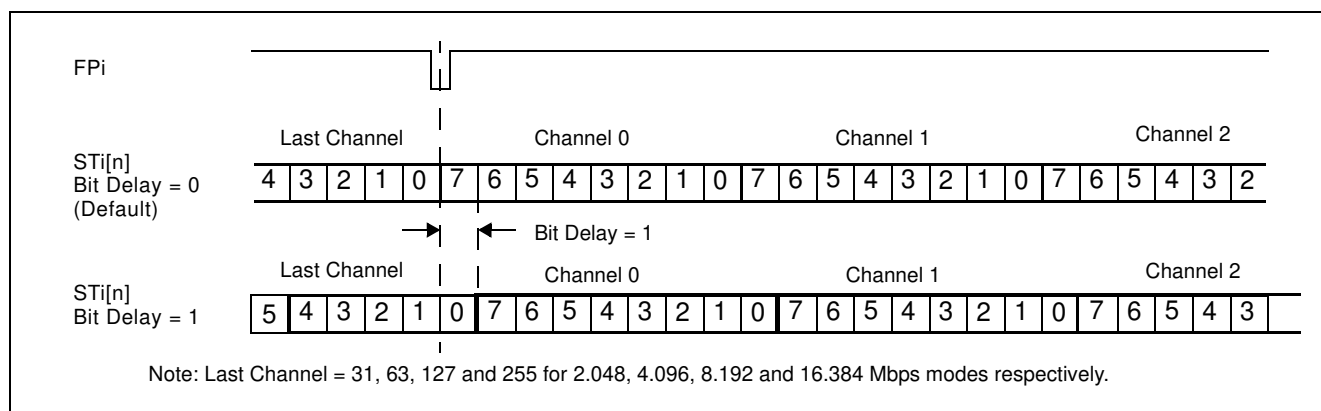 FPi
Last Channel Channel 0 Channel 1 Channel 2
STi[n]
Bit Delay = 0
(Default)
4 3 2 1 0 7 6 5 4 3 2 1 0 7 6 5 4 3 2 1 0 7 6 5 4 3 2
Bit Delay = 1
Last Channel Channel 0 Channel 1 Channel 2
STi[n]
Bit Delay = 1
5 4 3 2 1 0 7 6 5 4 3 2 1 0 7 6 5 4 3 2 1 0 7 6 5 4 3
Note: Last Channel = 31, 63, 127 and 255 for 2.048, 4.096, 8.192 and 16.384 Mbps modes respectively.